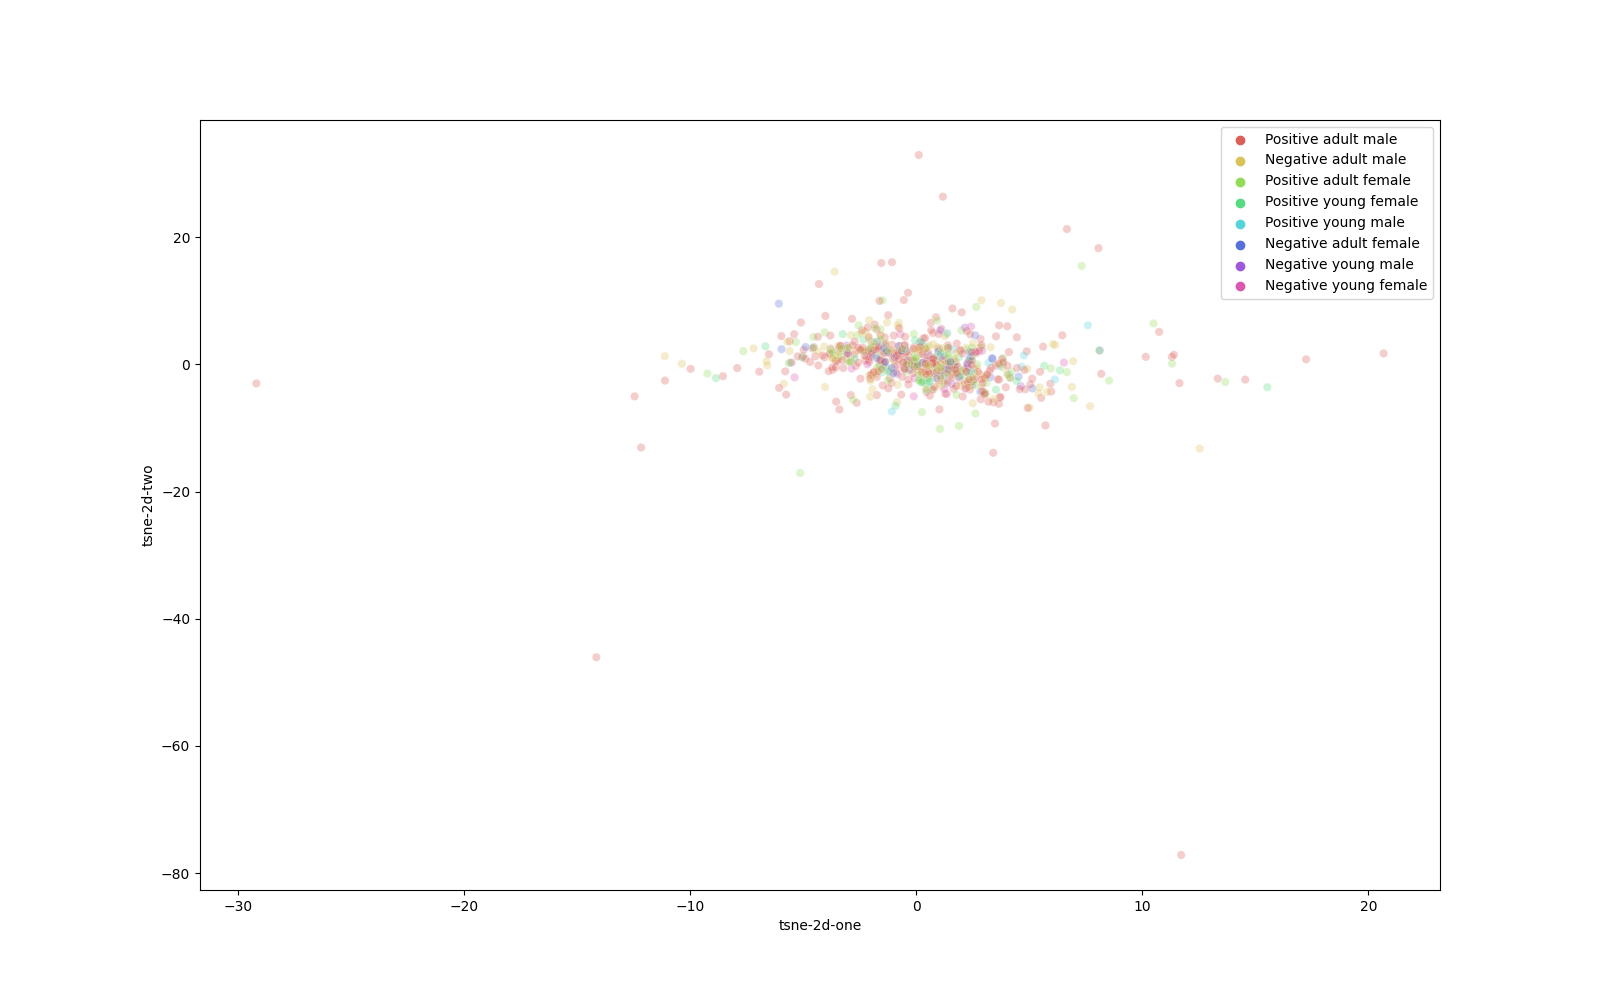 Positive adult male
Negative adult male
Positive adult female
Positive young female
Positive young male
Negative adult female
Negative young male
Negative young female
20
0
−20
−40
−60
−80
tsne-2d-two
−30 −20 −10 0 10 20
tsne-2d-one